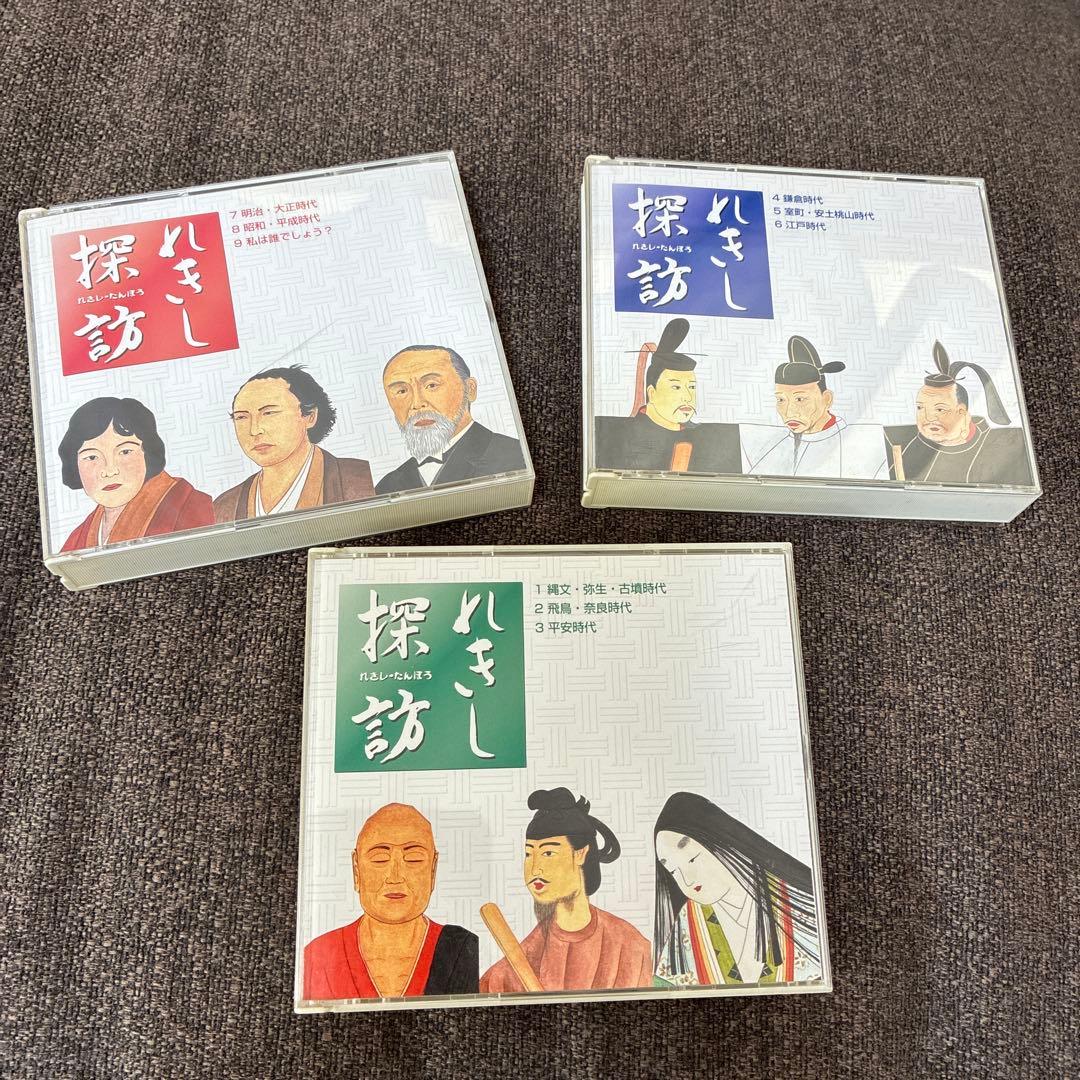 れきし
探訪
れきし-たんぼう
7 明治・大正時代
8 昭和・平成時代
9 私は誰でしょう？
れきし
探訪
れきし-たんぼう
4 鎌倉時代
5 室町・安土桃山時代
6 江戸時代
れきし
探訪
れきし-たんぼう
1 縄文・弥生・古墳時代
2 飛鳥・奈良時代
3 平安時代